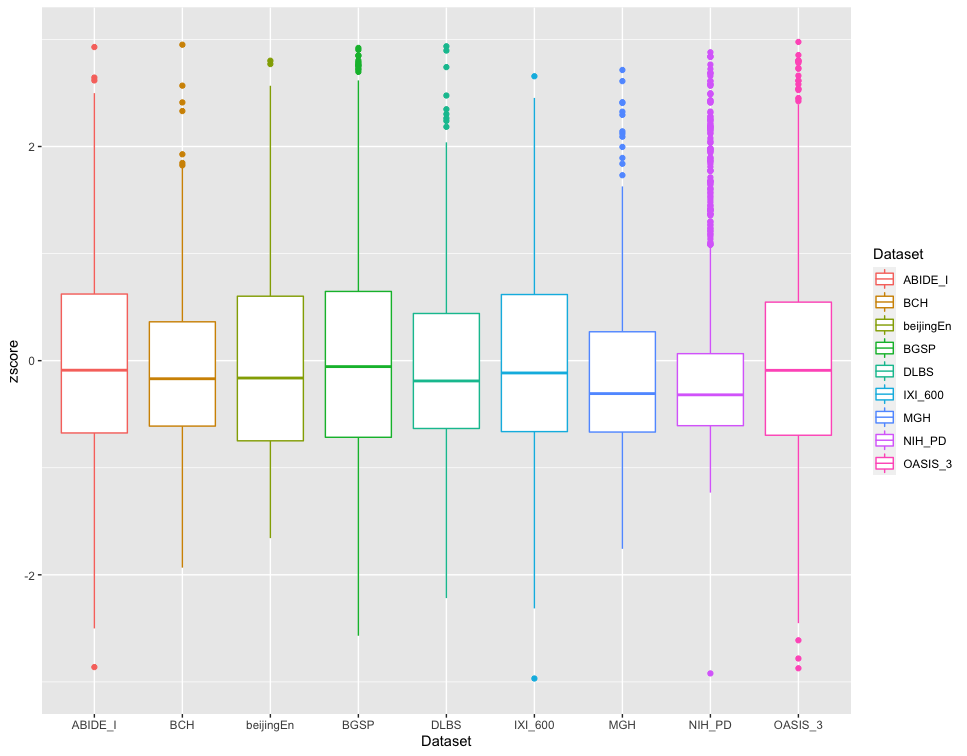 zscore
2
0
-2
ABIDE_I BCH beijingEn BGSP DLBS IXI_600 MGH NIH_PD OASIS_3
Dataset
Dataset
ABIDE_I
BCH
beijingEn
BGSP
DLBS
IXI_600
MGH
NIH_PD
OASIS_3